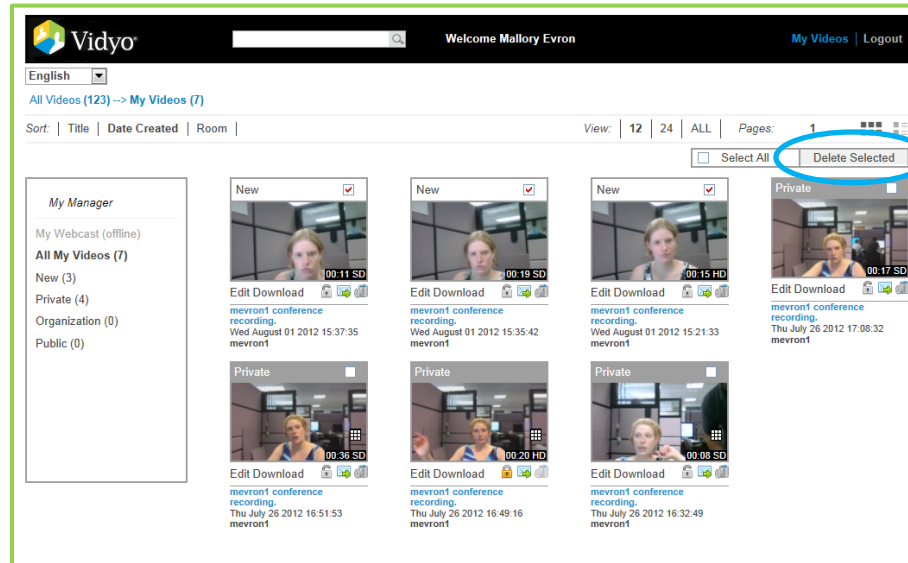 Vidyo Welcome Mallory Evron My Videos | Logout
English
All Videos (123) --> My Videos (7)
Sort: | Title | Date Created | Room | View: | 12 | 24 | ALL | Pages: 1
Select All Delete Selected
My Manager
My Webcast (offline)
All My Videos (7)
New (3)
Private (4)
Organization (0)
Public (0)
New
00:11 SD
Edit Download
mevron1 conference
recording.
Wed August 01 2012 15:37:35
mevron1
New
00:19 SD
Edit Download
mevron1 conference
recording.
Wed August 01 2012 15:35:42
mevron1
New
00:15 HD
Edit Download
mevron1 conference
recording.
Wed August 01 2012 15:21:33
mevron1
Private
00:17 SD
Edit Download
mevron1 conference
recording.
Thu July 26 2012 17:08:32
mevron1
Private
00:36 SD
Edit Download
mevron1 conference
recording.
Thu July 26 2012 16:51:53
mevron1
Private
00:20 HD
Edit Download
mevron1 conference
recording.
Thu July 26 2012 16:49:16
mevron1
Private
00:08 SD
Edit Download
mevron1 conference
recording.
Thu July 26 2012 16:32:49
mevron1